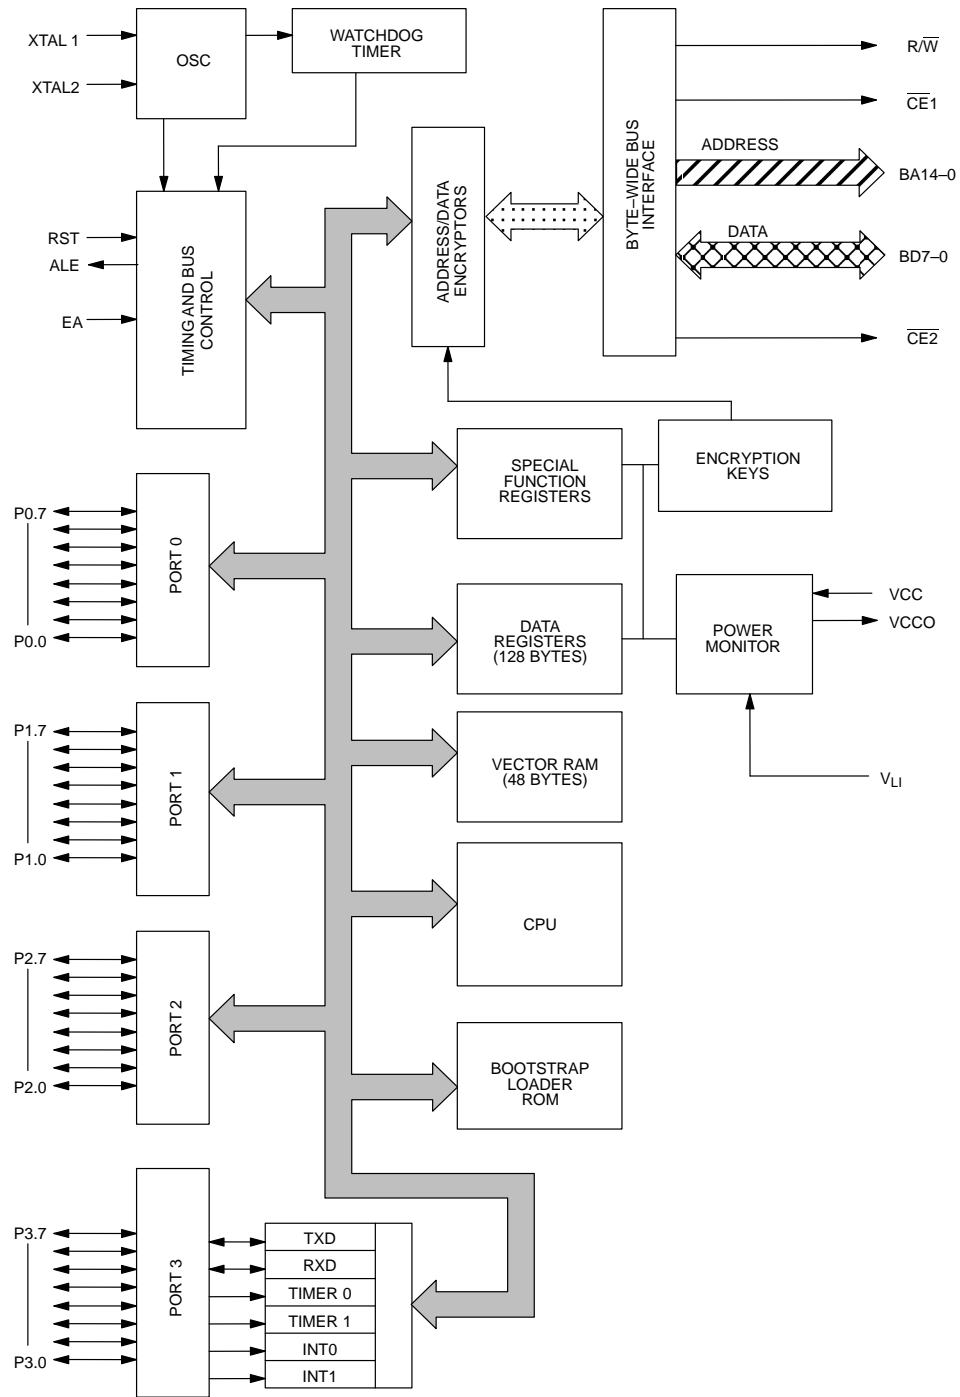 XTAL 1
XTAL2
OSC
WATCHDOG
TIMER
R/W̅
C̅E̅1
ADDRESS
BA14–0
DATA
BD7–0
C̅E̅2̅
BYTE–WIDE BUS
INTERFACE
ADDRESS/DATA
ENCRYPTORS
RST
ALE
EA
TIMING AND BUS
CONTROL
SPECIAL
FUNCTION
REGISTERS
ENCRYPTION
KEYS
P0.7
P0.0
PORT 0
DATA
REGISTERS
(128 BYTES)
POWER
MONITOR
VCC
VCCO
VLI
P1.7
P1.0
PORT 1
VECTOR RAM
(48 BYTES)
CPU
P2.7
P2.0
PORT 2
BOOTSTRAP
LOADER
ROM
P3.7
P3.0
PORT 3
TXD
RXD
TIMER 0
TIMER 1
INT0
INT1